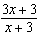 3x + 3
x + 3